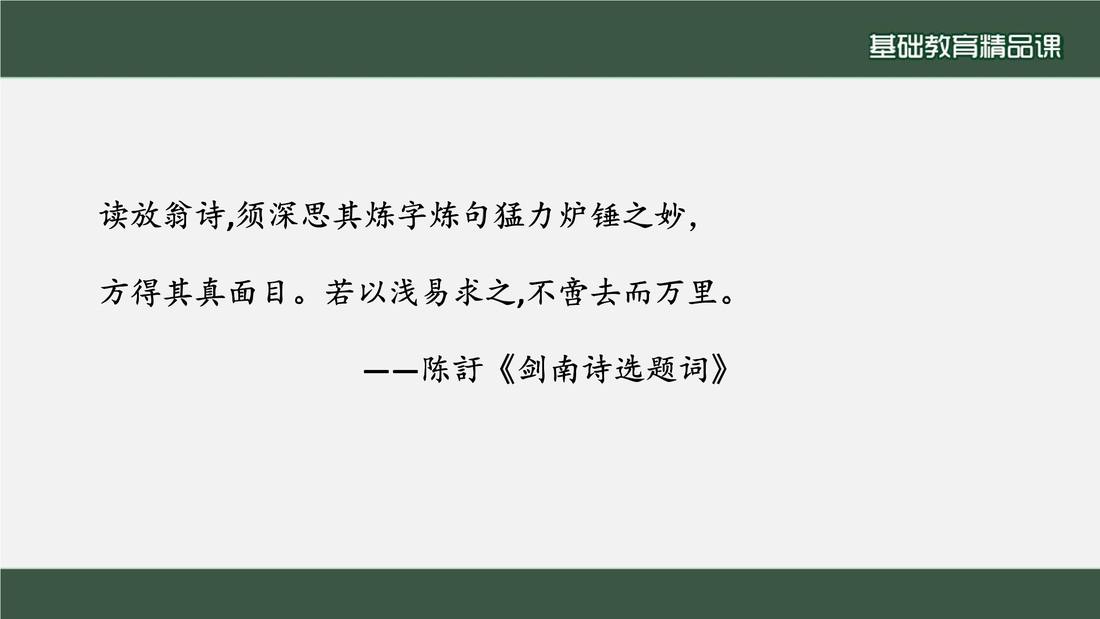 基础教育精品课
读放翁诗,须深思其炼字炼句猛力炉锤之妙，
方得其真面目。若以浅易求之,不啻去而万里。
——陈訏《剑南诗选题词》